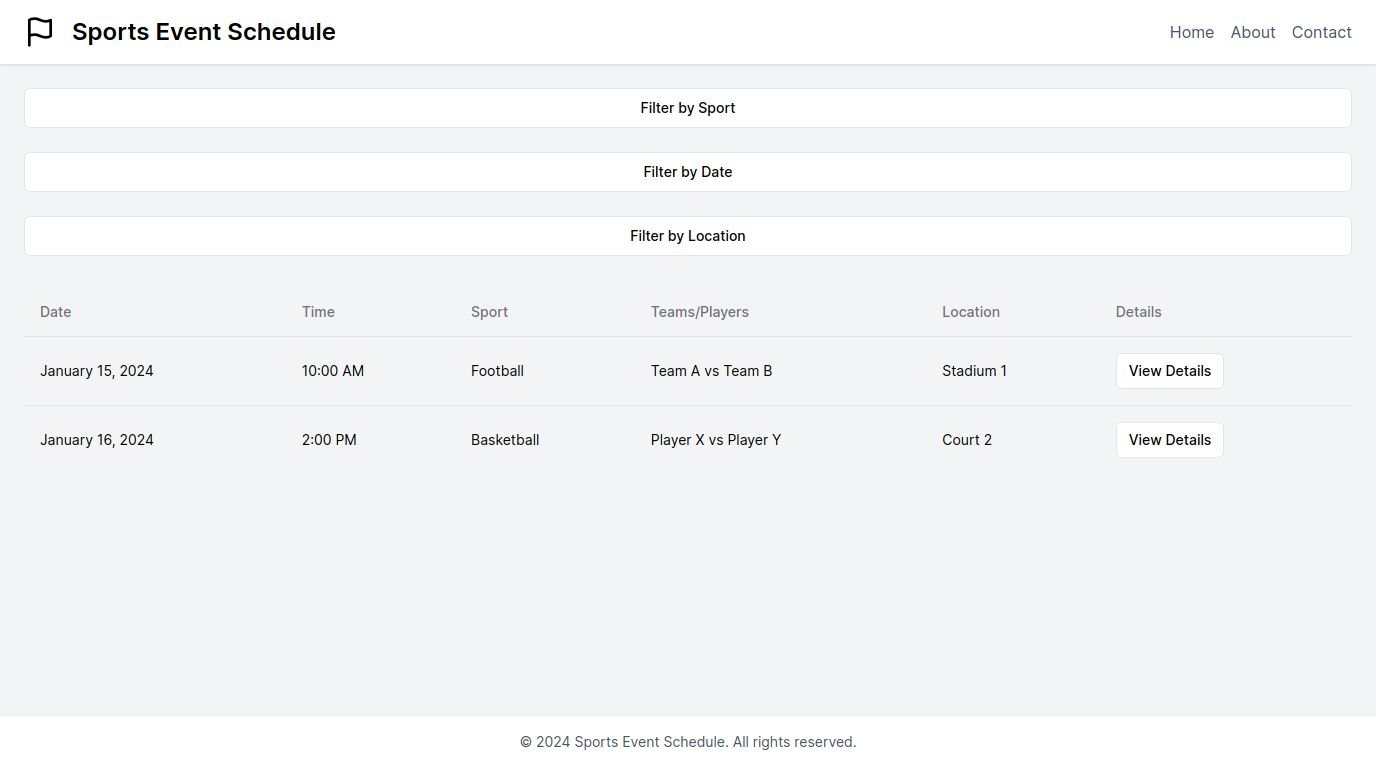 Sports Event Schedule
Home About Contact
Filter by Sport
Filter by Date
Filter by Location
Date Time Sport Teams/Players Location Details
January 15, 2024 10:00 AM Football Team A vs Team B Stadium 1 View Details
January 16, 2024 2:00 PM Basketball Player X vs Player Y Court 2 View Details
© 2024 Sports Event Schedule. All rights reserved.